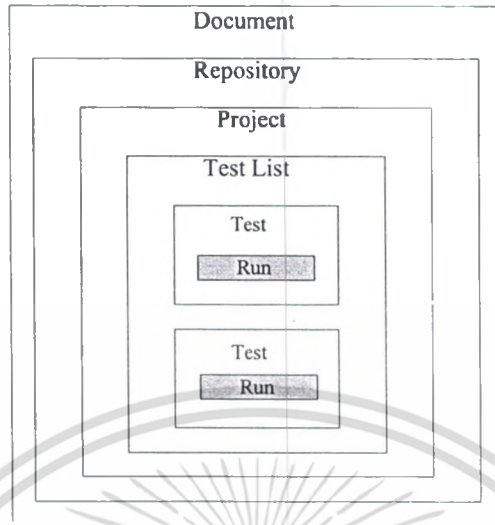 Document
Repository
Project
Test List
Test
Run
Test
Run